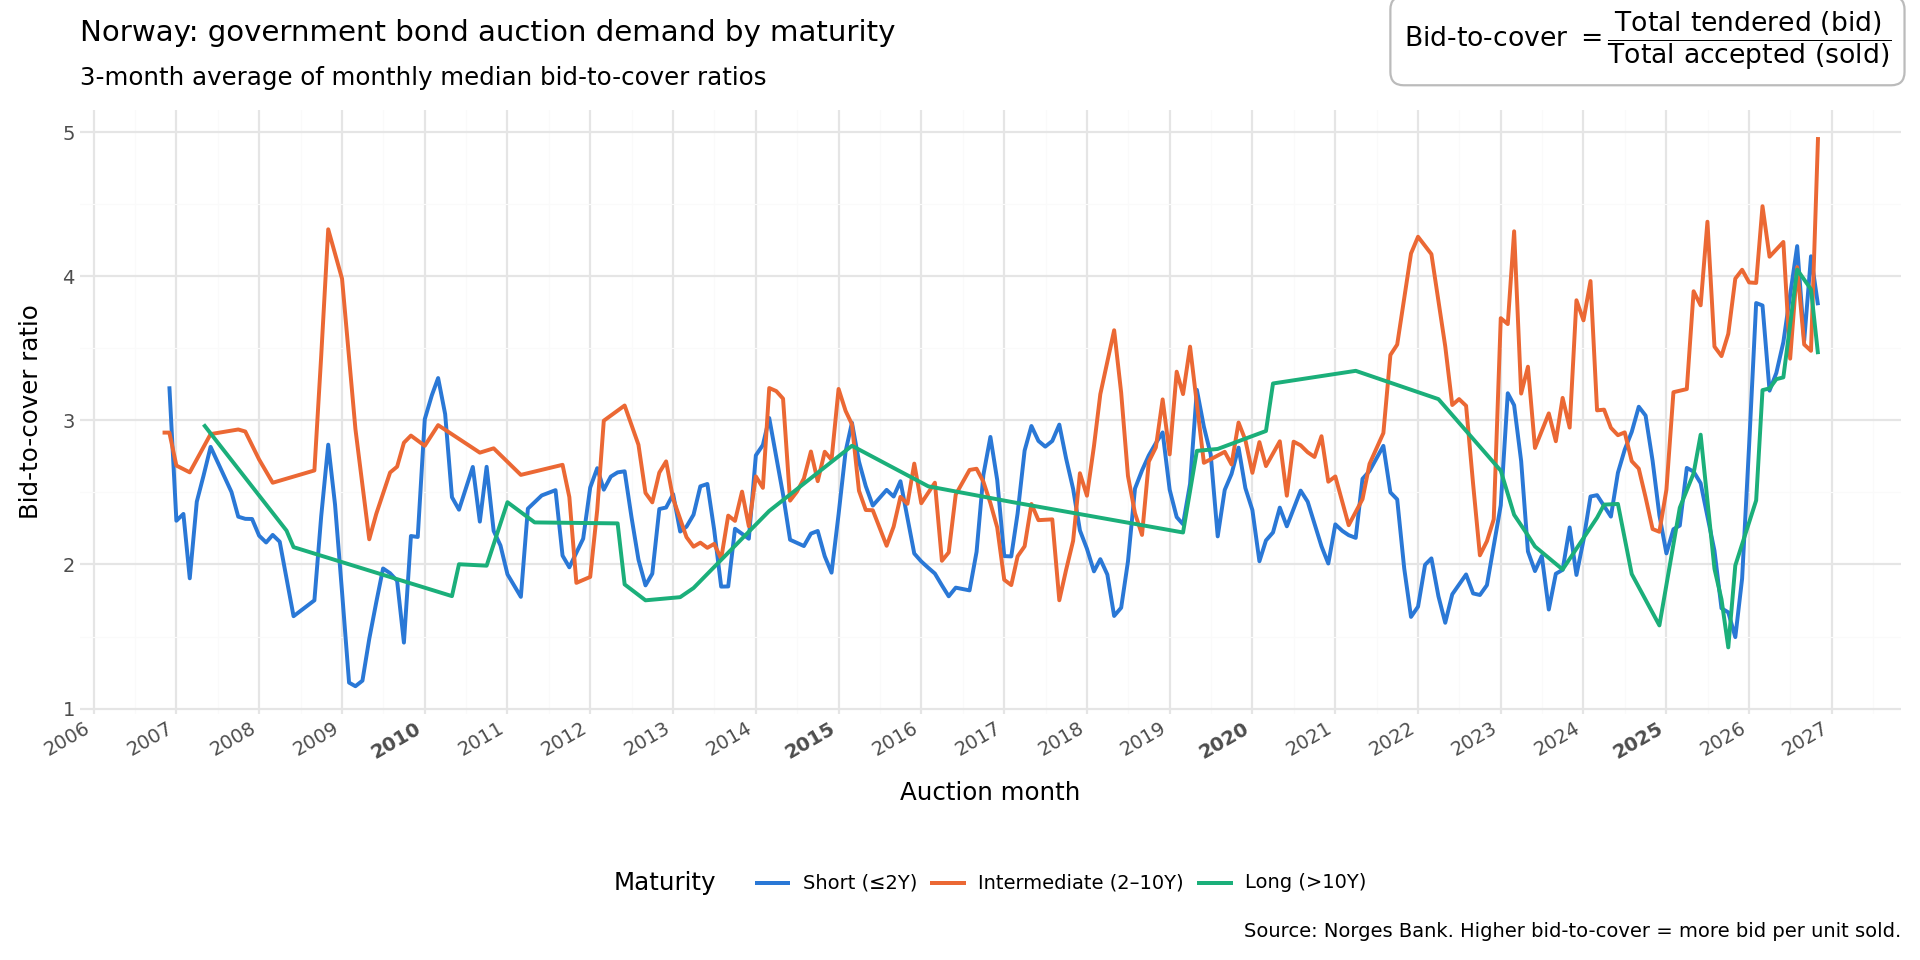 Norway: government bond auction demand by maturity
3-month average of monthly median bid-to-cover ratios
Bid-to-cover = Total tendered (bid)
Total accepted (sold)
Bid-to-cover ratio
5
4
3
2
1
2006 2007 2008 2009 2010 2011 2012 2013 2014 2015 2016 2017 2018 2019 2020 2021 2022 2023 2024 2025 2026 2027
Auction month
Maturity Short (≤2Y) Intermediate (2–10Y) Long (>10Y)
Source: Norges Bank. Higher bid-to-cover = more bid per unit sold.